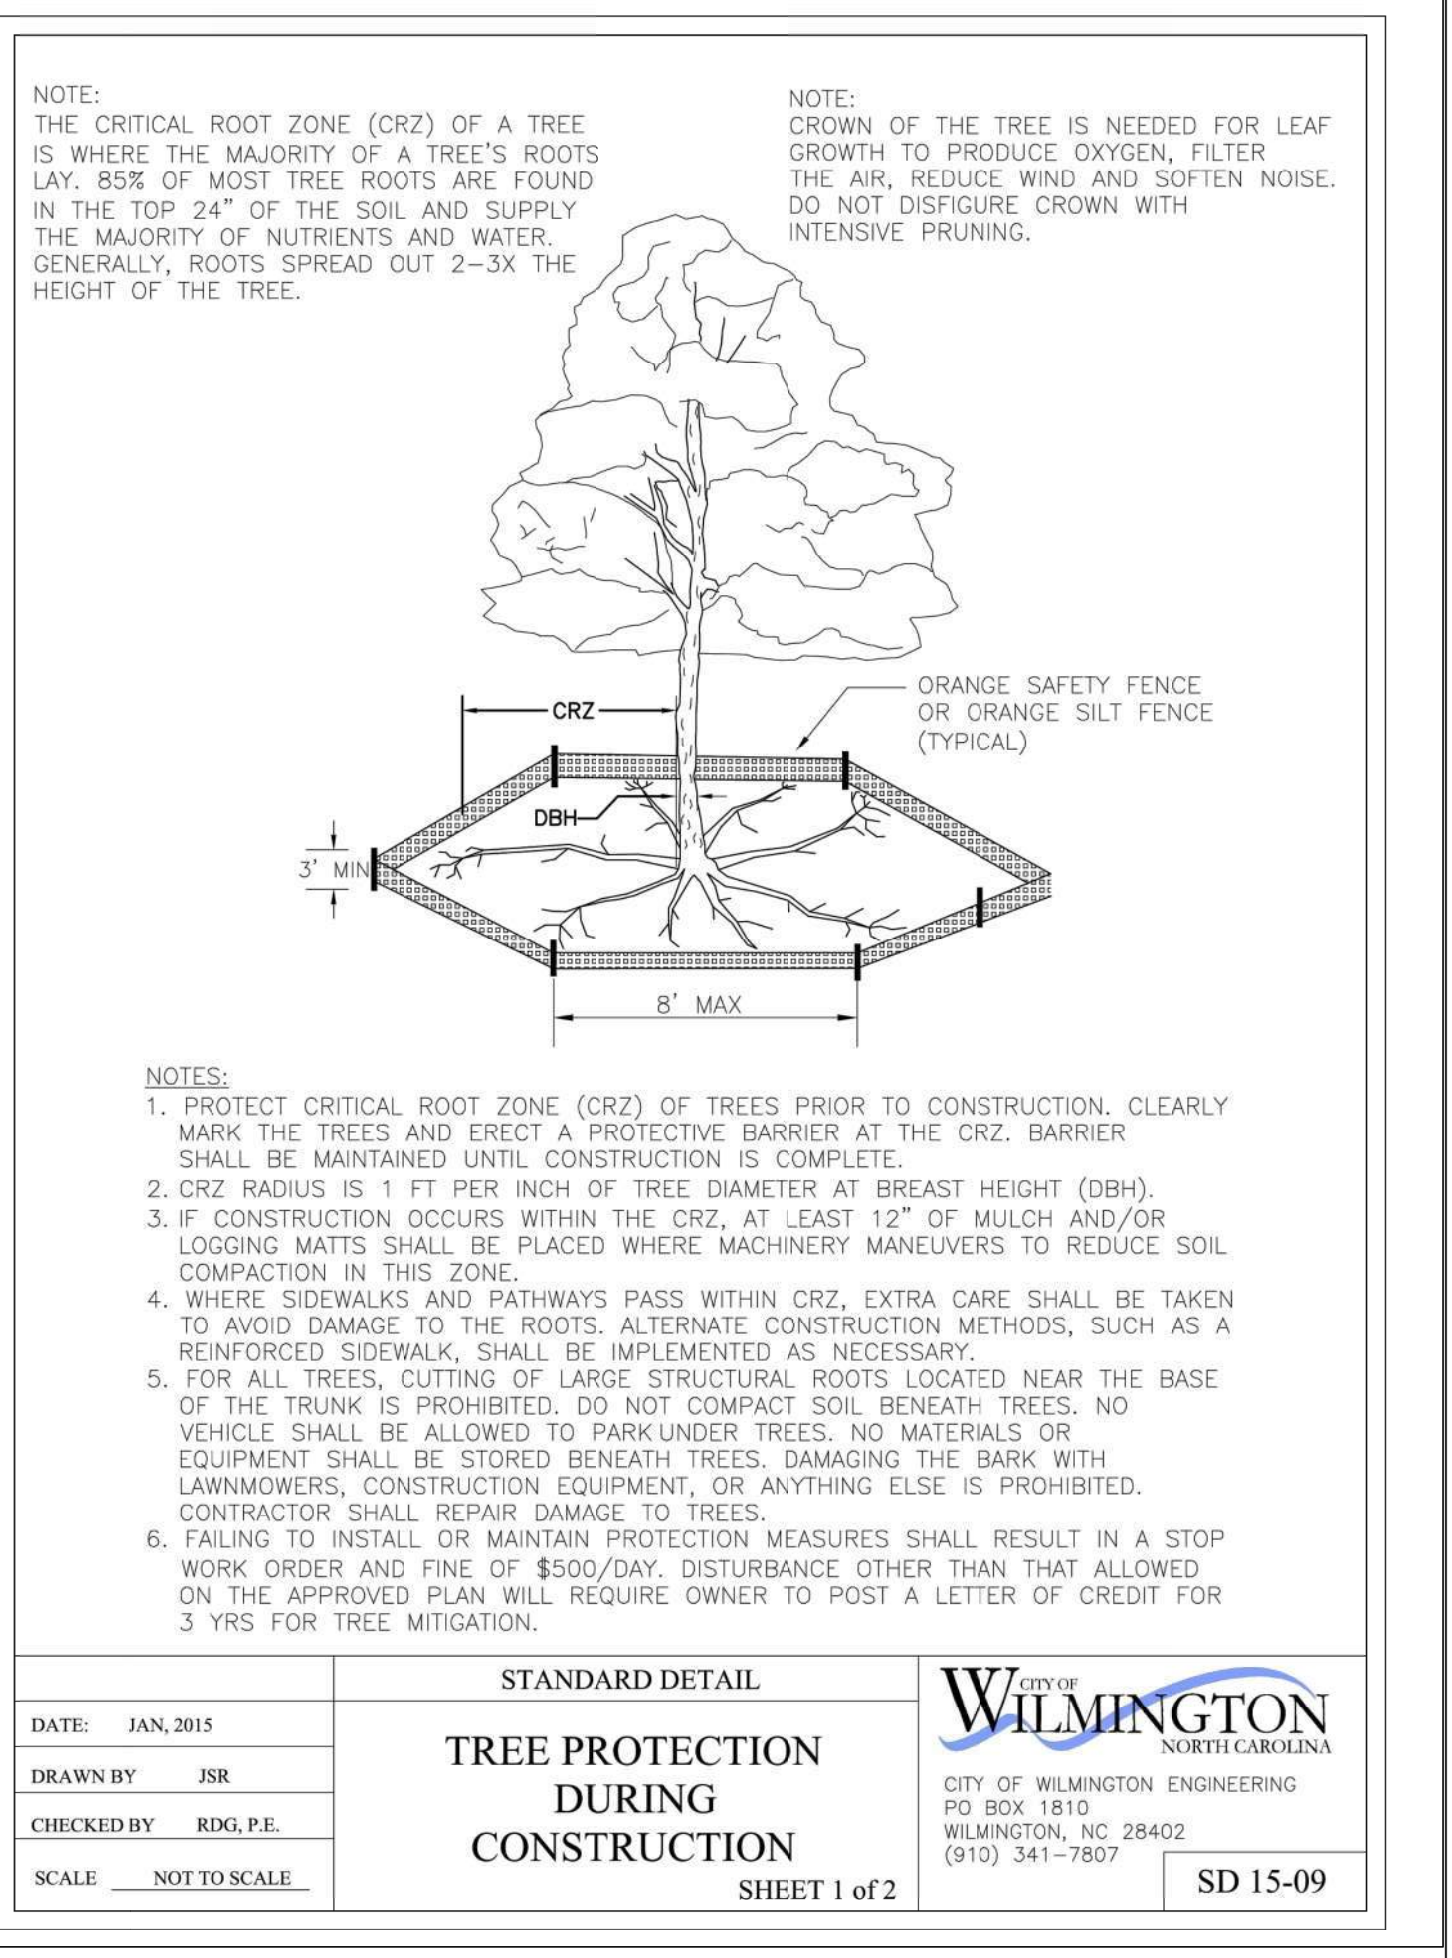 NOTE:
THE CRITICAL ROOT ZONE (CRZ) OF A TREE
IS WHERE THE MAJORITY OF A TREE'S ROOTS
LAY. 85% OF MOST TREE ROOTS ARE FOUND
IN THE TOP 24" OF THE SOIL AND SUPPLY
THE MAJORITY OF NUTRIENTS AND WATER.
GENERALLY, ROOTS SPREAD OUT 2-3X THE
HEIGHT OF THE TREE.
NOTE:
CROWN OF THE TREE IS NEEDED FOR LEAF
GROWTH TO PRODUCE OXYGEN, FILTER
THE AIR, REDUCE WIND AND SOFTEN NOISE.
DO NOT DISFIGURE CROWN WITH
INTENSIVE PRUNING.
ORANGE SAFETY FENCE
OR ORANGE SILT FENCE
(TYPICAL)
CRZ
DBH
3' MIN
8' MAX
NOTES:
1. PROTECT CRITICAL ROOT ZONE (CRZ) OF TREES PRIOR TO CONSTRUCTION. CLEARLY
MARK THE TREES AND ERECT A PROTECTIVE BARRIER AT THE CRZ. BARRIER
SHALL BE MAINTAINED UNTIL CONSTRUCTION IS COMPLETE.
2. CRZ RADIUS IS 1 FT PER INCH OF TREE DIAMETER AT BREAST HEIGHT (DBH).
3. IF CONSTRUCTION OCCURS WITHIN THE CRZ, AT LEAST 12" OF MULCH AND/OR
LOGGING MATTS SHALL BE PLACED WHERE MACHINERY MANEUVERS TO REDUCE SOIL
COMPACTION IN THIS ZONE.
4. WHERE SIDEWALKS AND PATHWAYS PASS WITHIN CRZ, EXTRA CARE SHALL BE TAKEN
TO AVOID DAMAGE TO THE ROOTS. ALTERNATE CONSTRUCTION METHODS, SUCH AS A
REINFORCED SIDEWALK, SHALL BE IMPLEMENTED AS NECESSARY.
5. FOR ALL TREES, CUTTING OF LARGE STRUCTURAL ROOTS LOCATED NEAR THE BASE
OF THE TRUNK IS PROHIBITED. DO NOT COMPACT SOIL BENEATH TREES. NO
VEHICLE SHALL BE ALLOWED TO PARK UNDER TREES. NO MATERIALS OR
EQUIPMENT SHALL BE STORED BENEATH TREES. DAMAGING THE BARK WITH
LAWNMOWERS, CONSTRUCTION EQUIPMENT, OR ANYTHING ELSE IS PROHIBITED.
CONTRACTOR SHALL REPAIR DAMAGE TO TREES.
6. FAILING TO INSTALL OR MAINTAIN PROTECTION MEASURES SHALL RESULT IN A STOP
WORK ORDER AND FINE OF $500/DAY. DISTURBANCE OTHER THAN THAT ALLOWED
ON THE APPROVED PLAN WILL REQUIRE OWNER TO POST A LETTER OF CREDIT FOR
3 YRS FOR TREE MITIGATION.
DATE: JAN, 2015
DRAWN BY JSR
CHECKED BY RDG, P.E.
SCALE NOT TO SCALE
STANDARD DETAIL
TREE PROTECTION
DURING
CONSTRUCTION
SHEET 1 of 2
CITY OF
WILMINGTON
NORTH CAROLINA
CITY OF WILMINGTON ENGINEERING
PO BOX 1810
WILMINGTON, NC 28402
(910) 341-7807
SD 15-09